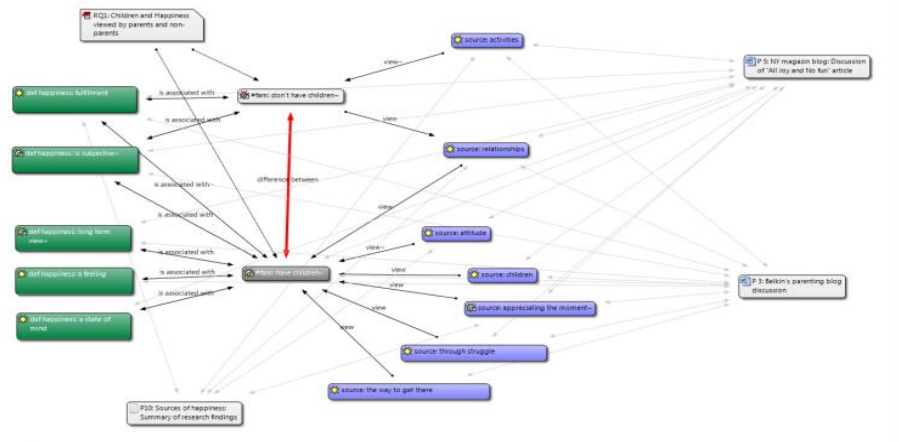 RQ1: Children and Happiness
viewed by parents and non-
parents
source: activities
view~
P 5: NY magazin blog: Discussion
of "All Joy and No fun" article
def happiness: fulfillment
is associated with
#fam: don't have children~
is associated with
view
def happiness: is subjective~
source: relationships
difference between
is associated with~
view
is associated with
def happiness: long term
view~
source: attitude
view~
is associated with
def happiness: a feeling
is associated with
#fam: have children~
view
source: children
P 3: Belkin's parenting blog
discussion
is associated with
view
source: appreciating the moment~
def happiness: a state of
mind
view
view
source: through struggle
source: the way to get there
P10: Sources of happiness:
Summary of research findings